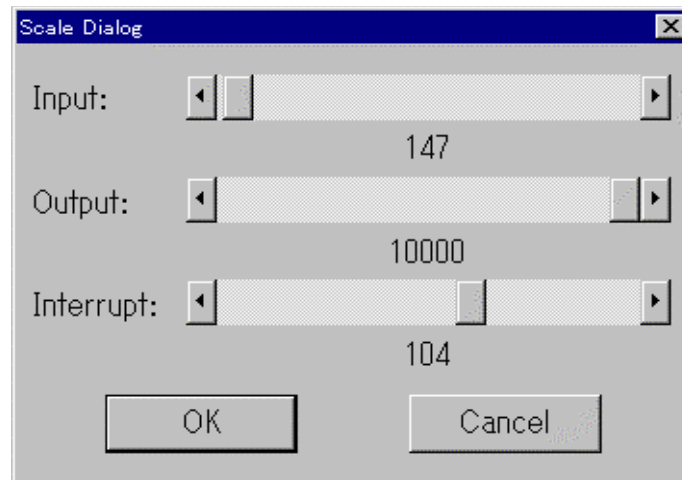 Scale Dialog
Input:
147
Output:
10000
Interrupt:
104
OK Cancel